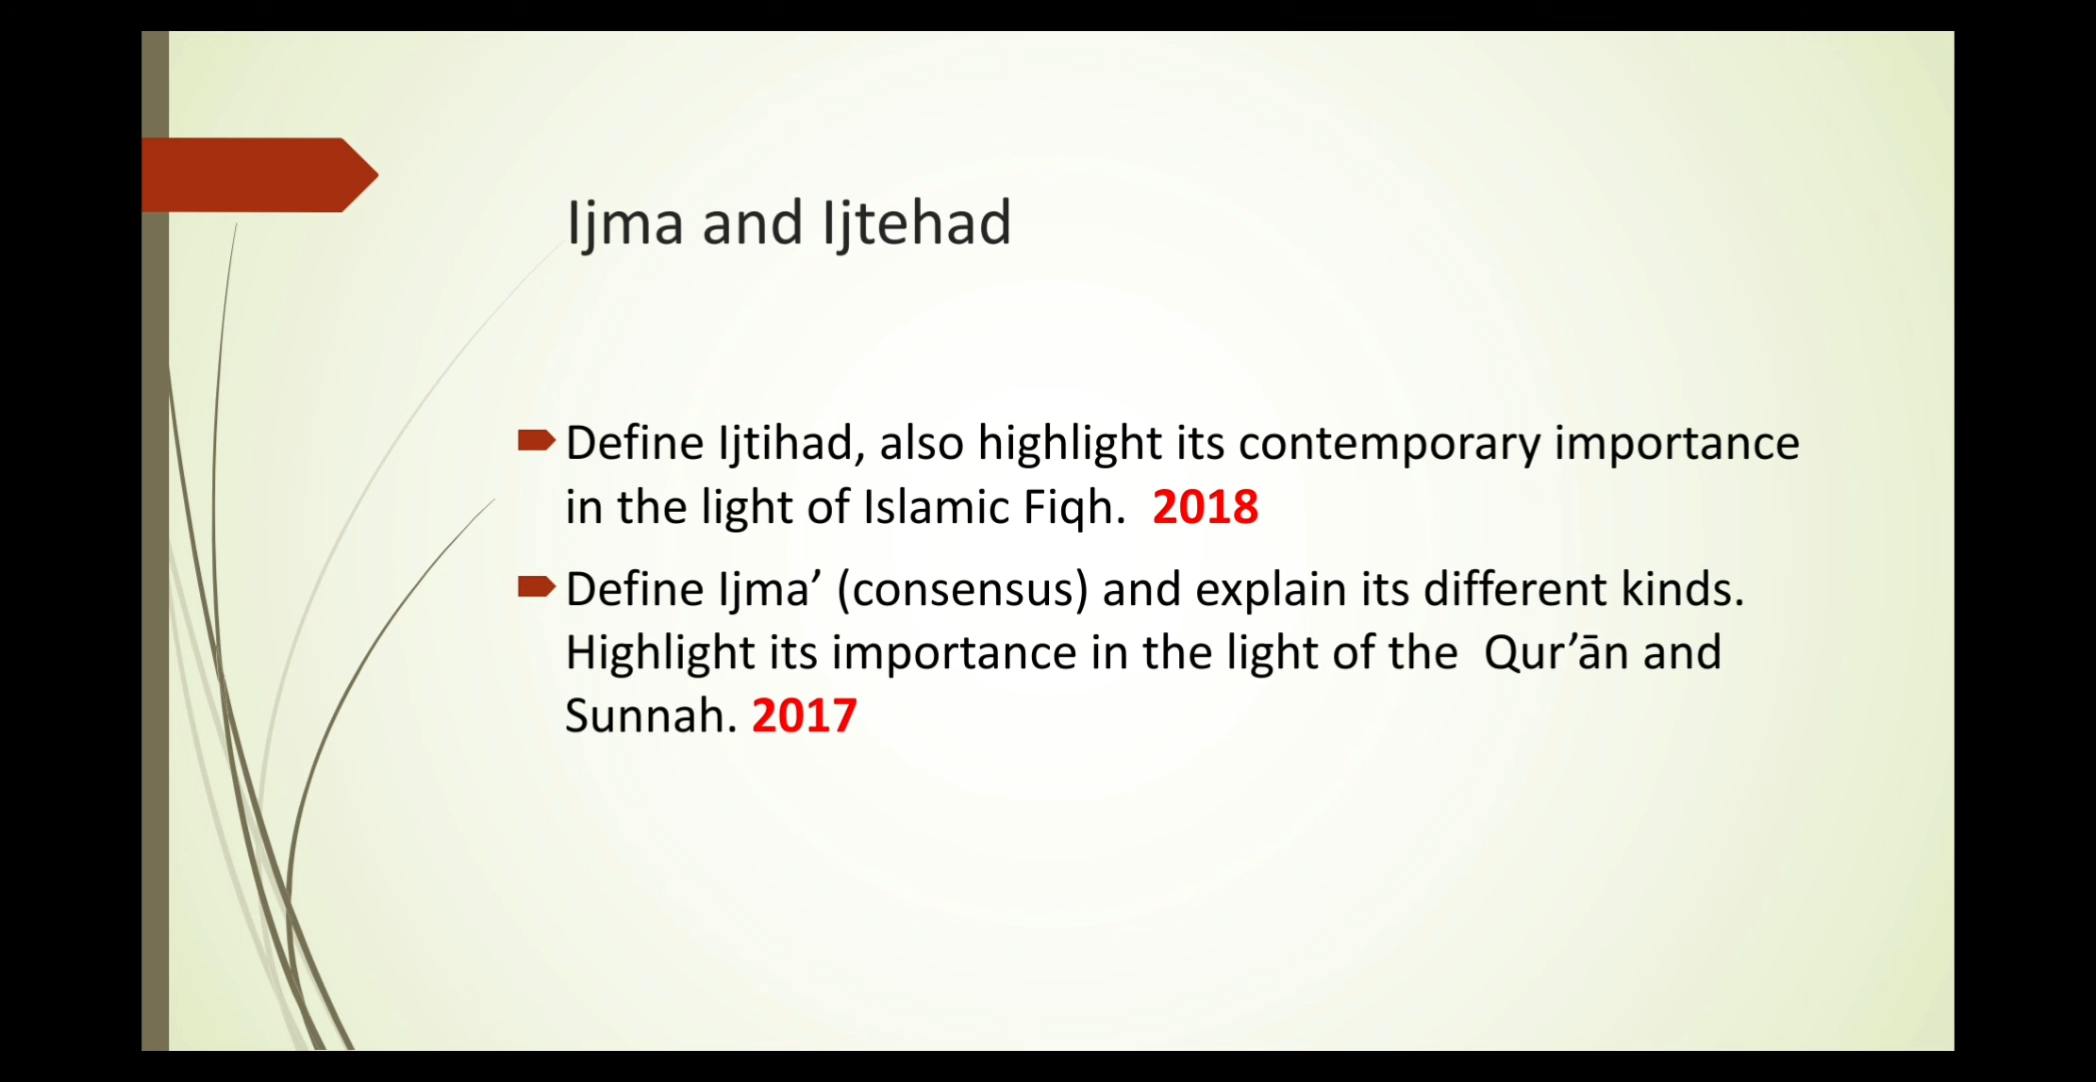 Ijma and Ijtehad
Define Ijtihad, also highlight its contemporary importance
in the light of Islamic Fiqh.  2018
Define Ijma’ (consensus) and explain its different kinds.
Highlight its importance in the light of the  Qur’ān and
Sunnah. 2017